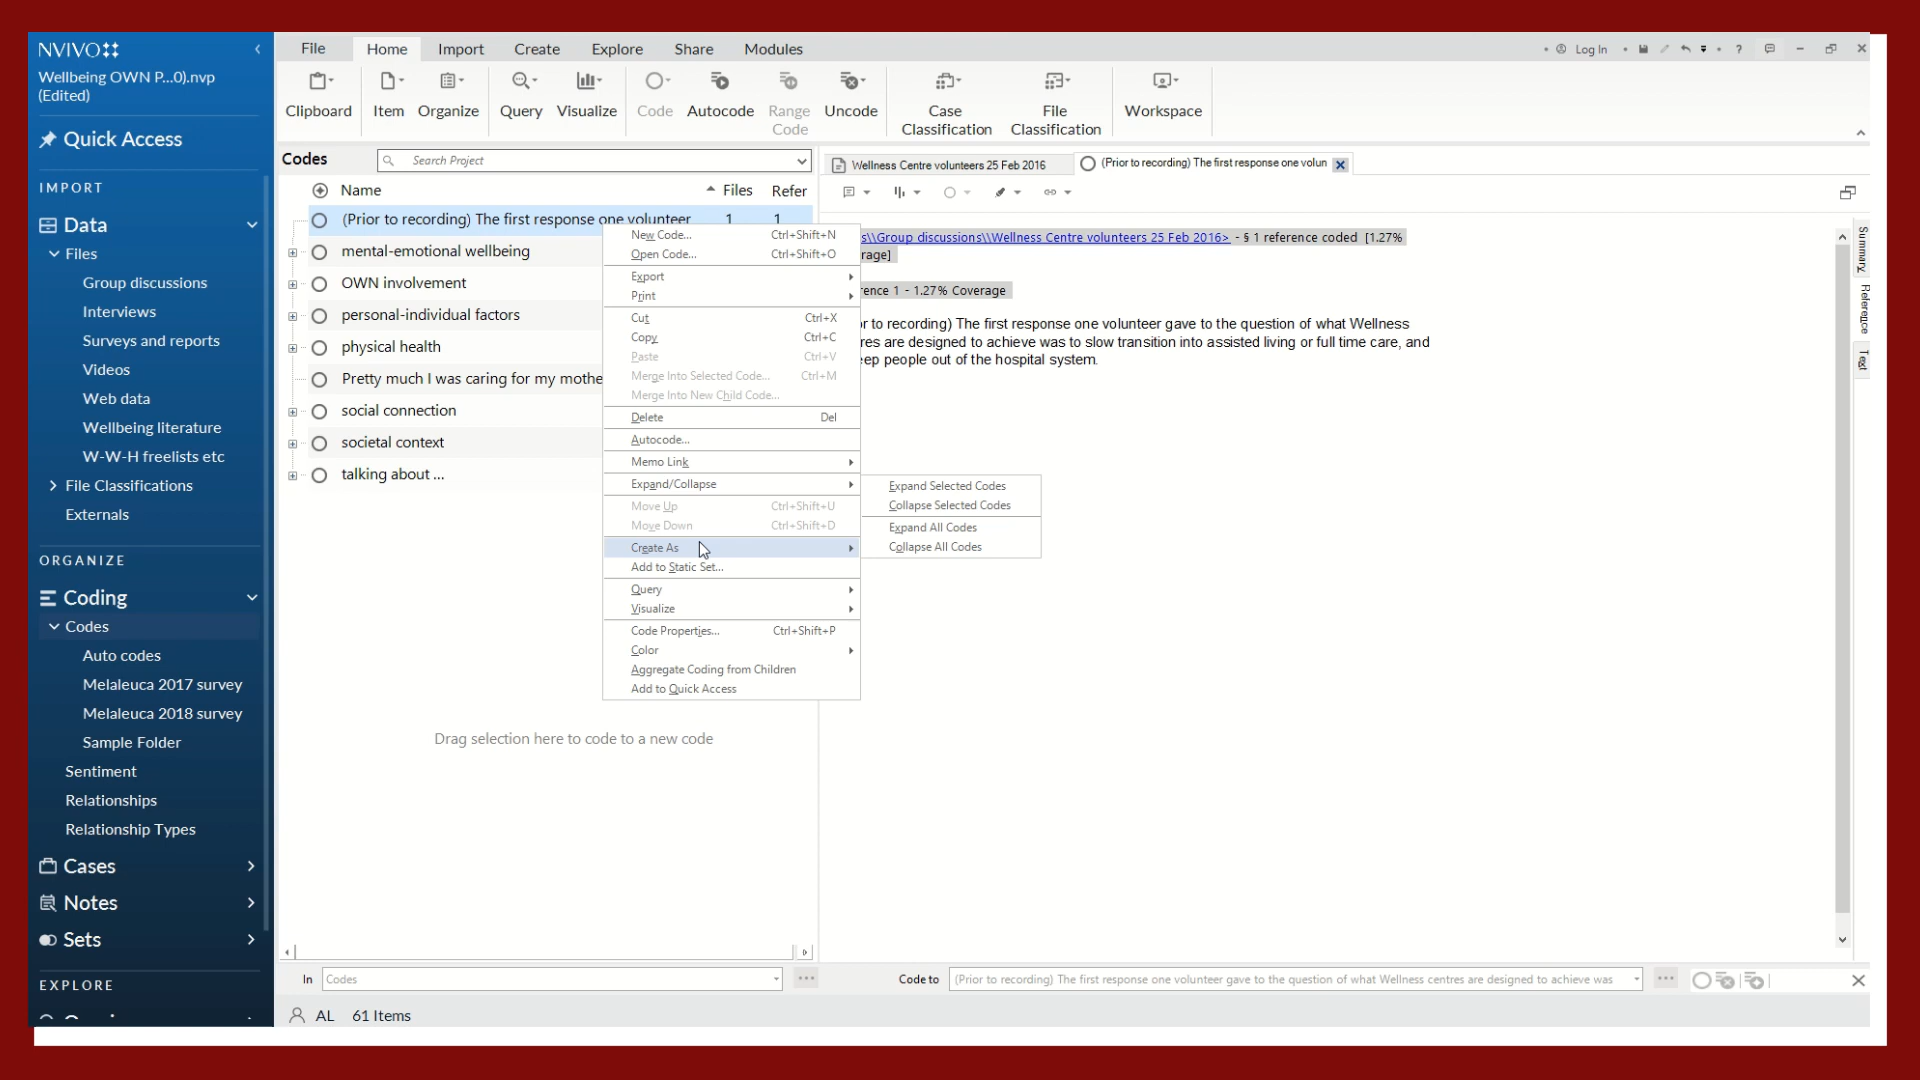 NVIVO
Wellbeing OWN P...0).nvp
(Edited)
Quick Access
IMPORT
Data
Files
Group discussions
Interviews
Surveys and reports
Videos
Web data
Wellbeing literature
W-W-H freelists etc
File Classifications
Externals
ORGANIZE
Coding
Codes
Auto codes
Melaleuca 2017 survey
Melaleuca 2018 survey
Sample Folder
Sentiment
Relationships
Relationship Types
Cases
Notes
Sets
EXPLORE
File Home Import Create Explore Share Modules
Log In
Clipboard Item Organize Query Visualize Code Autocode Range Code Uncode Case Classification File Classification Workspace
Codes Search Project
Name Files Refer
(Prior to recording) The first response one volunteer 1 1
mental-emotional wellbeing
OWN involvement
personal-individual factors
physical health
Pretty much I was caring for my mothe
social connection
societal context
talking about ...
Drag selection here to code to a new code
New Code... Ctrl+Shift+N
Open Code... Ctrl+Shift+O
Export
Print
Cut Ctrl+X
Copy Ctrl+C
Paste Ctrl+V
Merge Into Selected Code... Ctrl+M
Merge Into New Child Code...
Delete Del
Autocode...
Memo Link
Expand/Collapse
Move Up Ctrl+Shift+U
Move Down Ctrl+Shift+D
Create As
Add to Static Set...
Query
Visualize
Code Properties... Ctrl+Shift+P
Color
Aggregate Coding from Children
Add to Quick Access
Expand Selected Codes
Collapse Selected Codes
Expand All Codes
Collapse All Codes
Wellness Centre volunteers 25 Feb 2016
(Prior to recording) The first response one volun
s\\Group discussions\\Wellness Centre volunteers 25 Feb 2016> - § 1 reference coded [1.27%
rage]
rence 1 - 1.27% Coverage
r to recording) The first response one volunteer gave to the question of what Wellness
res are designed to achieve was to slow transition into assisted living or full time care, and
ep people out of the hospital system.
Summary
Reference
Text
In Codes
Code to (Prior to recording) The first response one volunteer gave to the question of what Wellness centres are designed to achieve was
AL 61 Items